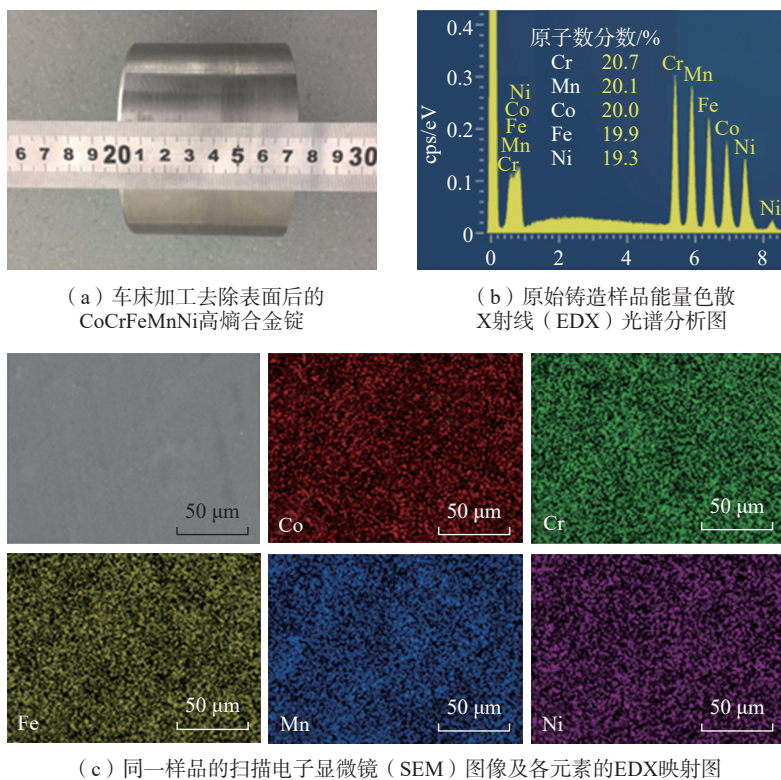 6 7 8 9 20 1 2 3 4 5 6 7 8 9 30
0.4
0.3
0.2
0.1
0
cps/eV
原子数分数/%
Cr 20.7
Mn 20.1
Co 20.0
Fe 19.9
Ni 19.3
Ni
Co
Fe
Mn
Cr
Cr
Mn
Fe
Co
Ni
Ni
0 2 4 6 8
(a)车床加工去除表面后的
CoCrFeMnNi高熵合金锭
(b)原始铸造样品能量色散
X射线(EDX)光谱分析图
50 μm
Co 50 μm
Cr 50 μm
Fe 50 μm
Mn 50 μm
Ni 50 μm
(c)同一样品的扫描电子显微镜(SEM)图像及各元素的EDX映射图